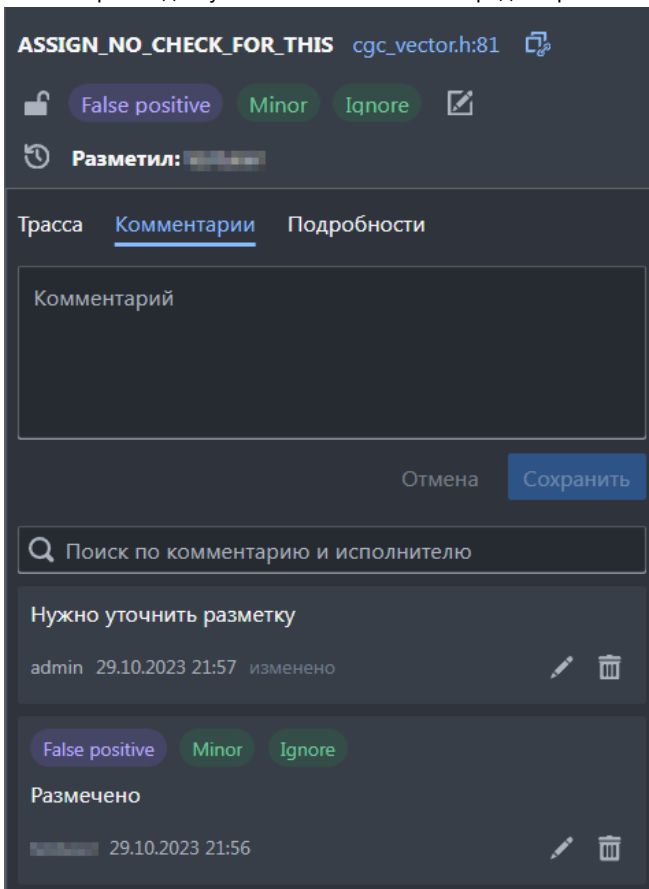 ASSIGN_NO_CHECK_FOR_THIS cgc_vector.h:81
False positive Minor Ignore
Разметил:
Трасса Комментарии Подробности
Комментарий
Отмена Сохранить
Поиск по комментарию и исполнителю
Нужно уточнить разметку
admin 29.10.2023 21:57 изменено
False positive Minor Ignore
Размечено
29.10.2023 21:56